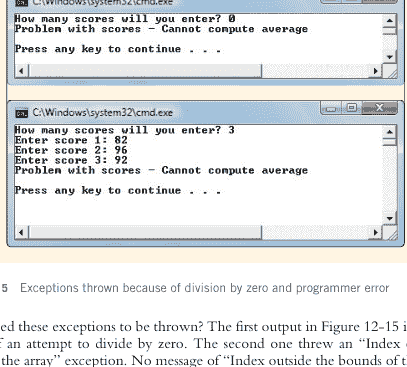 C:\Windows\system32\cmd.exe
How many scores will you enter? 0
Problem with scores - Cannot compute average
Press any key to continue . . .
C:\Windows\system32\cmd.exe
How many scores will you enter? 3
Enter score 1: 82
Enter score 2: 96
Enter score 3: 92
Problem with scores - Cannot compute average
Press any key to continue . . .
5 Exceptions thrown because of division by zero and programmer error
ed these exceptions to be thrown? The first output in Figure 12-15 i
f an attempt to divide by zero. The second one threw an “Index
the array” exception. No message of “Index outside the bounds of